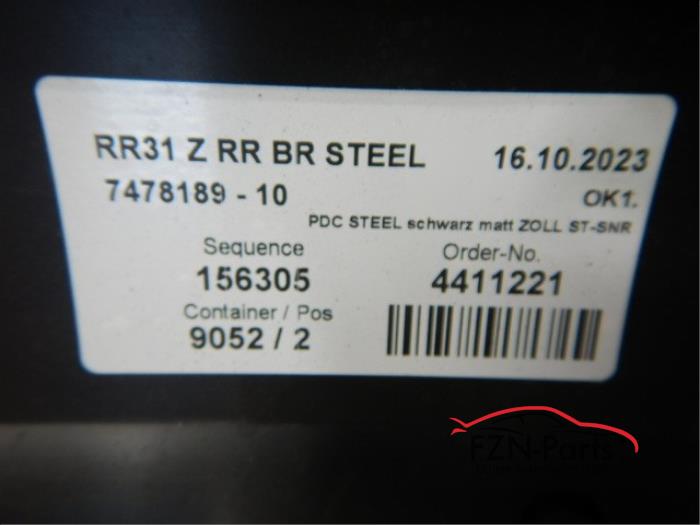 RR31 Z RR BR STEEL 16.10.2023
7478189 - 10 OK1.
PDC STEEL schwarz matt ZOLL ST-SNR
Sequence Order-No.
156305 4411221
Container / Pos
9052 / 2
FZN-Parts